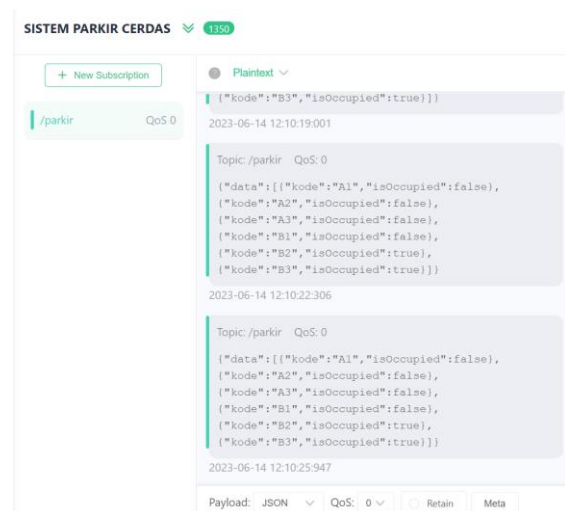 SISTEM PARKIR CERDAS 1350
+ New Subscription
Plaintext
/parkir QoS 0
{"kode":"B3","isOccupied":true}]}
2023-06-14 12:10:19:001
Topic: /parkir QoS: 0
{"data":[{"kode":"A1","isOccupied":false},
{"kode":"A2","isOccupied":false},
{"kode":"A3","isOccupied":false},
{"kode":"B1","isOccupied":false},
{"kode":"B2","isOccupied":true},
{"kode":"B3","isOccupied":true}]}
2023-06-14 12:10:22:306
Topic: /parkir QoS: 0
{"data":[{"kode":"A1","isOccupied":false},
{"kode":"A2","isOccupied":false},
{"kode":"A3","isOccupied":false},
{"kode":"B1","isOccupied":false},
{"kode":"B2","isOccupied":true},
{"kode":"B3","isOccupied":true}]}
2023-06-14 12:10:25:947
Payload: JSON QoS: 0 Retain Meta